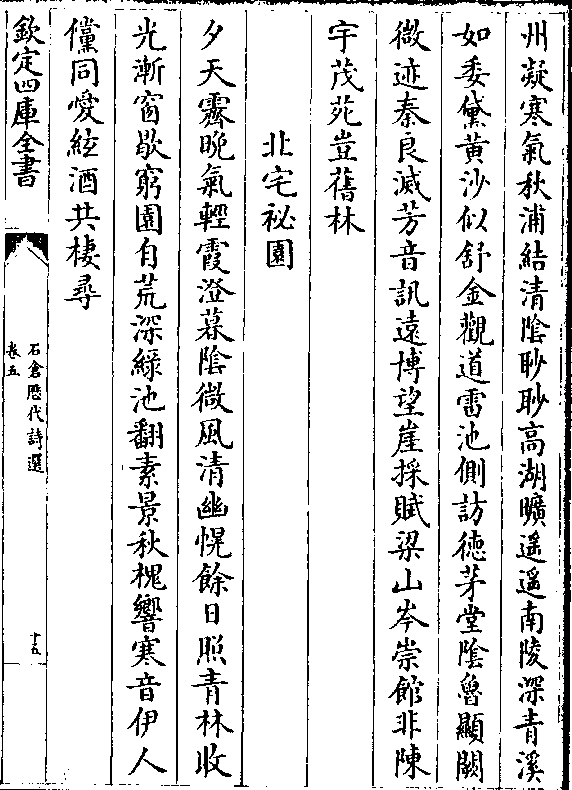 州凝寒氣秋浦結清隂眇眇高湖曠遥遥南陵深青溪
如委黛黄沙似舒金觀道雷池側訪徳茅堂隂魯顯闕
微迹秦良滅芳音訊遠博望崖採賦梁山岑崇館非陳
宇茂苑豈舊林
北宅祕園
夕天霽晚氣輕霞澄暮隂微風清幽幌餘日照青林收
光漸窗歇窮園自荒深緑池翻素景秋槐響寒音伊人
儻同愛絃酒共棲尋
欽定四庫全書
石倉歴代詩選
卷五
十五